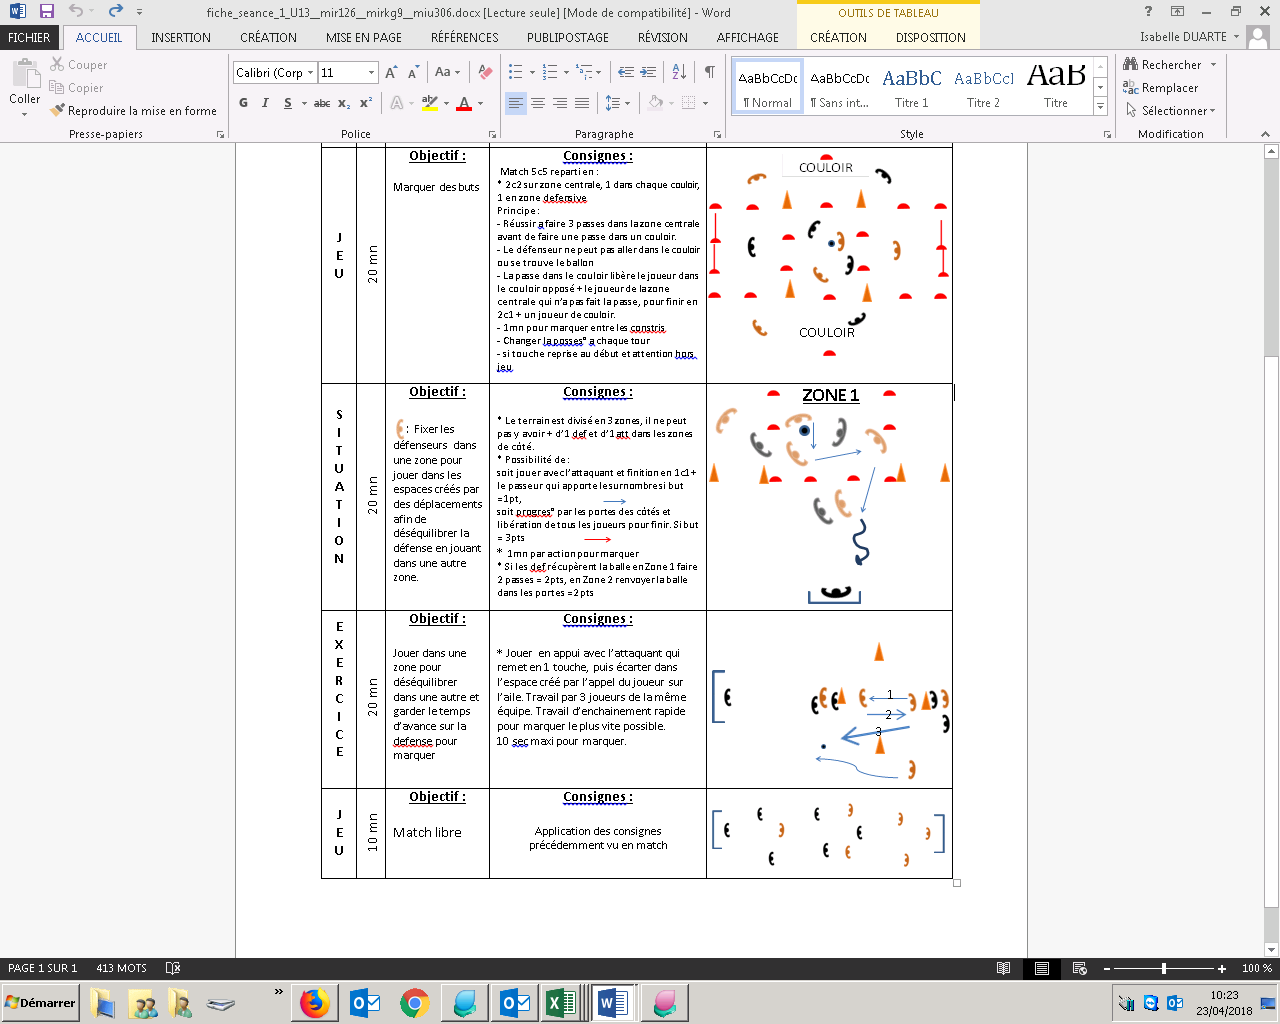 fiche_seance_1_U13__mir126__mirkg9__miu306.docx [Lecture seule] [Mode de compatibilité] - Word
OUTILS DE TABLEAU
FICHIER ACCUEIL INSERTION CRÉATION MISE EN PAGE RÉFÉRENCES PUBLIPOSTAGE RÉVISION AFFICHAGE CRÉATION DISPOSITION
Isabelle DUARTE
Coller
Couper
Copier
Reproduire la mise en forme
Presse-papiers
Calibri (Corp 11
G I S abc x₂ x²
Police
Paragraphe
AaBbCcDc AaBbCcDc AaBbC AaBbCcI AaB
¶ Normal ¶ Sans int... Titre 1 Titre 2 Titre
Style
Rechercher
Remplacer
Sélectionner
Modification
JEU
20 mn
Objectif :
Marquer des buts
Consignes :
Match 5c5 reparti en :
* 2c2 sur zone centrale, 1 dans chaque couloir,
1 en zone defensive
Principe :
- Réussir a faire 3 passes dans la zone centrale
avant de faire une passe dans un couloir.
- Le défenseur ne peut pas aller dans le couloir
ou se trouve le ballon
- La passe dans le couloir libère le joueur dans
le couloir opposé + le joueur de la zone
centrale qui n'a pas fait la passe, pour finir en
2c1 + un joueur de couloir.
- 1mn pour marquer entre les constris
- Changer la posses° a chaque tour
- si touche reprise au début et attention hors
jeu.
COULOIR
COULOIR
SITUATION
20 mn
Objectif :
: Fixer les
défenseurs dans
une zone pour
jouer dans les
espaces créés par
des déplacements
afin de
déséquilibrer la
défense en jouant
dans une autre
zone.
Consignes :
* Le terrain est divisé en 3 zones, il ne peut
pas y avoir + d'1 def et d'1 att dans les zones
de côté.
* Possibilité de :
soit jouer avec l'attaquant et finition en 1c1 +
le passeur qui apporte le surnombre si but
=1pt,
soit progres° par les portes des côtés et
libération de tous les joueurs pour finir. Si but
= 3pts
* 1mn par action pour marquer
* Si les def récupèrent la balle en Zone 1 faire
2 passes = 2pts, en Zone 2 renvoyer la balle
dans les portes =2pts
ZONE 1
EXERCICE
20 mn
Objectif :
Jouer dans une
zone pour
déséquilibrer
dans une autre et
garder le temps
d'avance sur la
defense pour
marquer
Consignes :
* Jouer en appui avec l'attaquant qui
remet en 1 touche, puis écarter dans
l'espace créé par l'appel du joueur sur
l'aile. Travail par 3 joueurs de la même
équipe. Travail d'enchainement rapide
pour marquer le plus vite possible.
10 sec maxi pour marquer.
1
2
3
JEU
10 mn
Objectif :
Match libre
Consignes :
Application des consignes
précédemment vu en match
PAGE 1 SUR 1 413 MOTS
100 %
Démarrer
10:23
23/04/2018